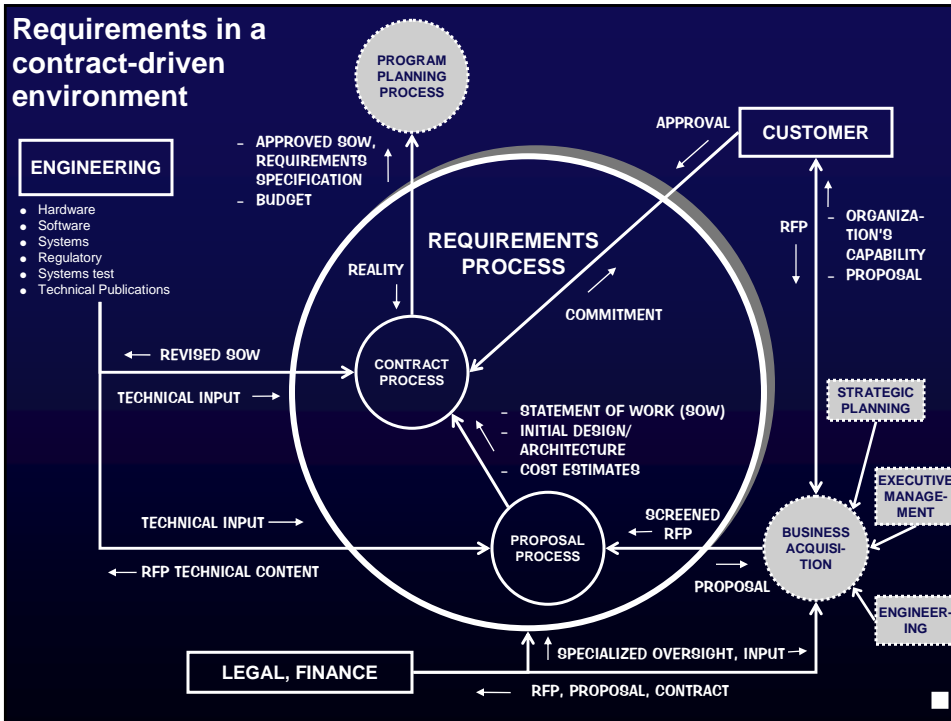 Requirements in a
contract-driven
environment
PROGRAM
PLANNING
PROCESS
APPROVAL
CUSTOMER
ENGINEERING
- APPROVED SOW,
REQUIREMENTS
SPECIFICATION
- BUDGET
● Hardware
● Software
● Systems
● Regulatory
● Systems test
● Technical Publications
REQUIREMENTS
PROCESS
RFP
- ORGANIZA-
TION'S
CAPABILITY
- PROPOSAL
REALITY
COMMITMENT
REVISED SOW
CONTRACT
PROCESS
TECHNICAL INPUT
STRATEGIC
PLANNING
- STATEMENT OF WORK (SOW)
- INITIAL DESIGN/
ARCHITECTURE
- COST ESTIMATES
EXECUTIVE
MANAGE-
MENT
TECHNICAL INPUT
SCREENED
RFP
PROPOSAL
PROCESS
BUSINESS
ACQUISI-
TION
RFP TECHNICAL CONTENT
PROPOSAL
ENGINEER-
ING
LEGAL, FINANCE
SPECIALIZED OVERSIGHT, INPUT
RFP, PROPOSAL, CONTRACT